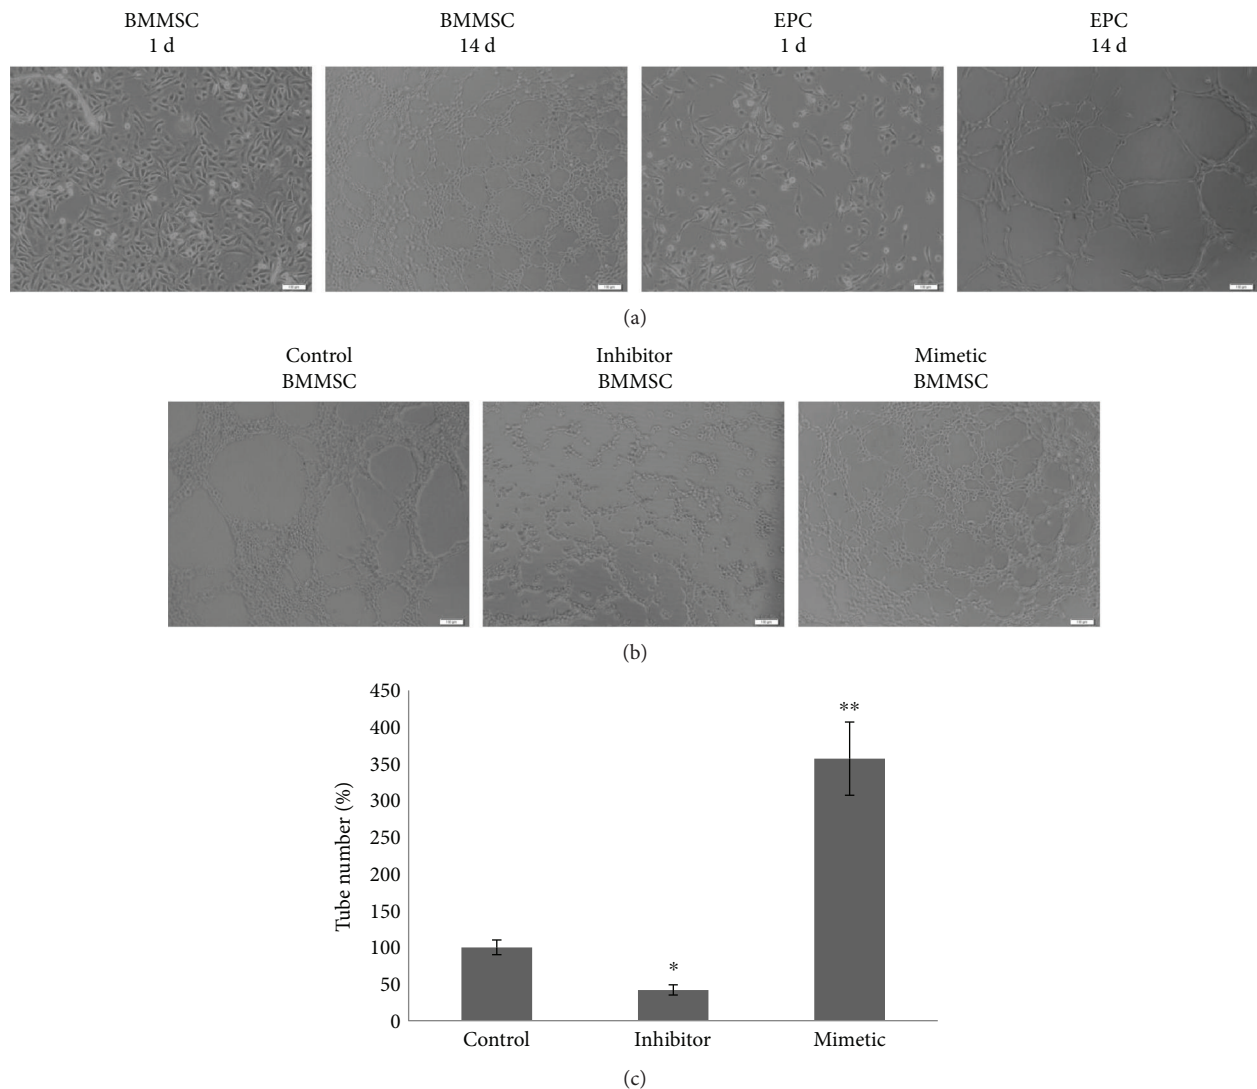 BMMSC
1 d
BMMSC
14 d
EPC
1 d
EPC
14 d
(a)
Control
BMMSC
Inhibitor
BMMSC
Mimetic
BMMSC
(b)
Tube number (%)
450
400
350
300
250
200
150
100
50
0
**
*
Control
Inhibitor
Mimetic
(c)